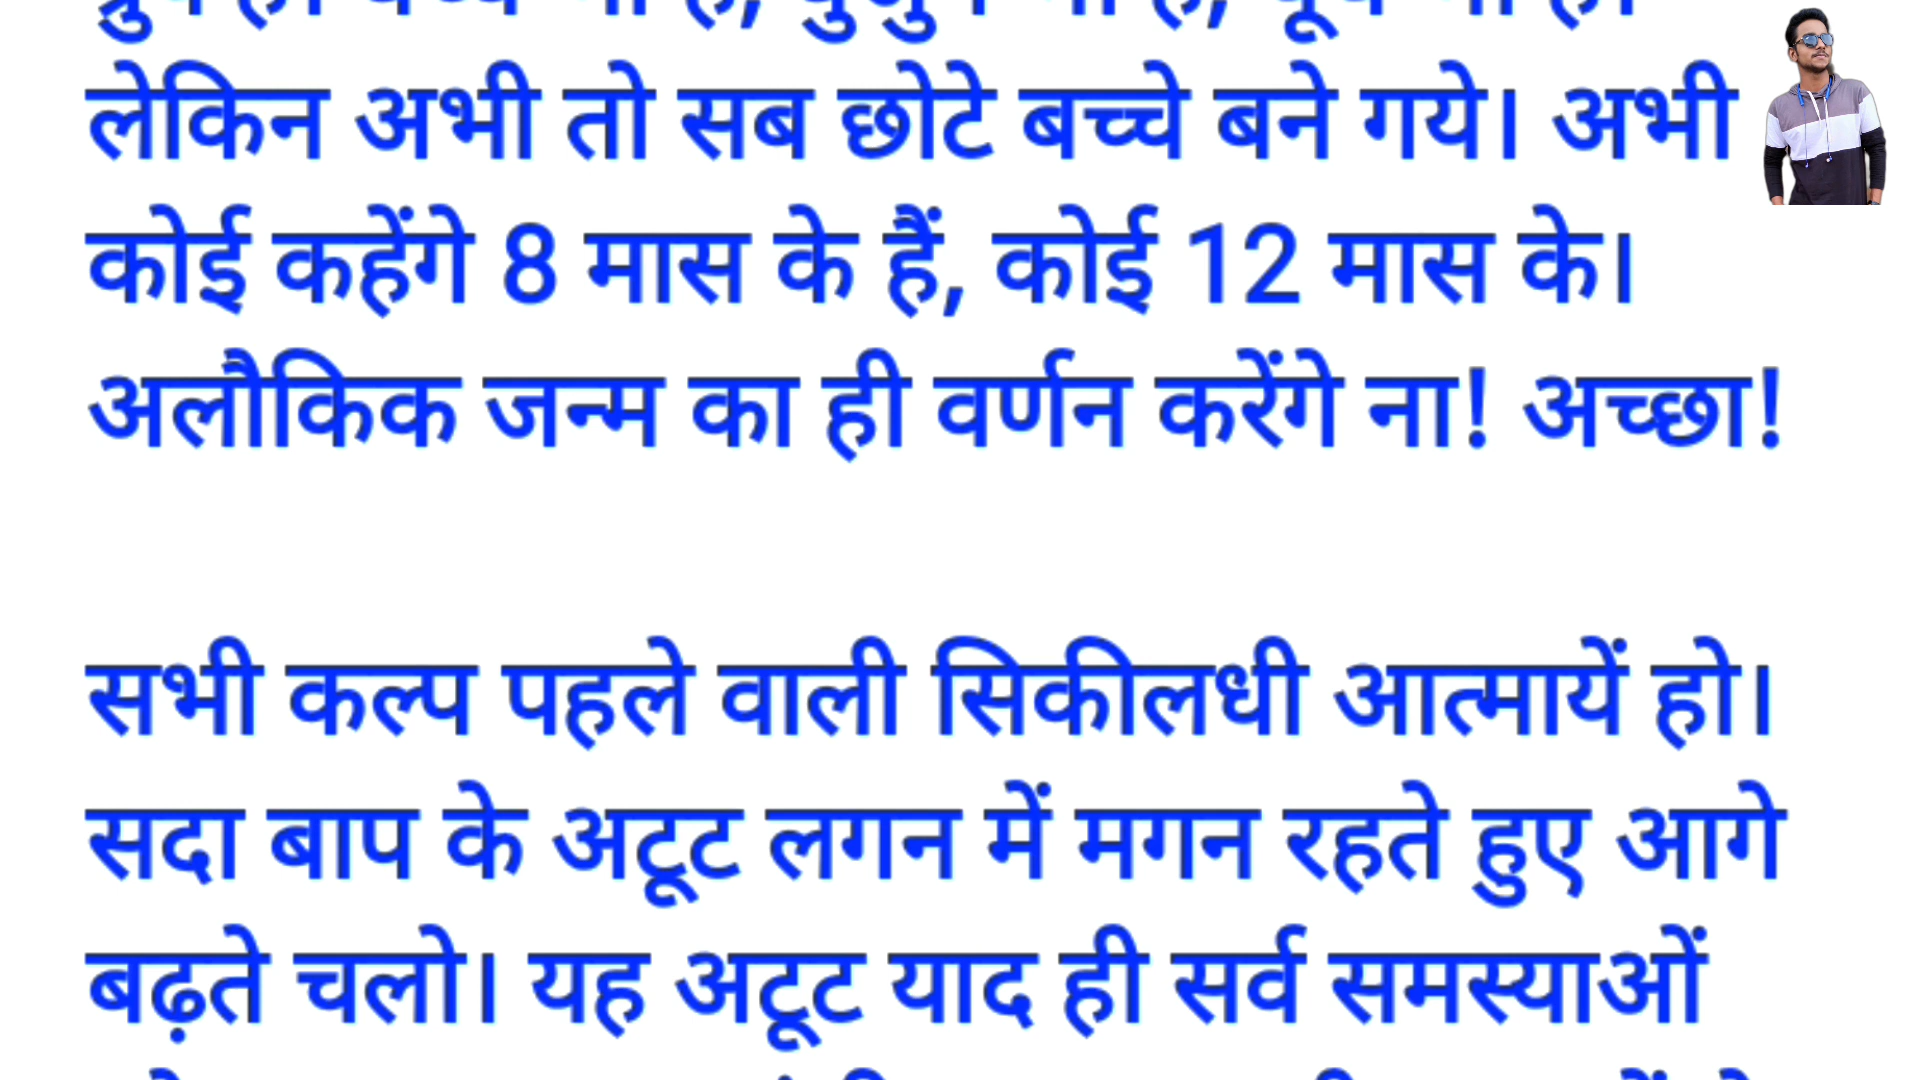 लेकिन अभी तो सब छोटे बच्चे बने गये। अभी
कोई कहेंगे 8 मास के हैं, कोई 12 मास के।
अलौकिक जन्म का ही वर्णन करेंगे ना! अच्छा!
सभी कल्प पहले वाली सिकीलधी आत्मायें हो।
सदा बाप के अटूट लगन में मगन रहते हुए आगे
बढ़ते चलो। यह अटूट याद ही सर्व समस्याओं